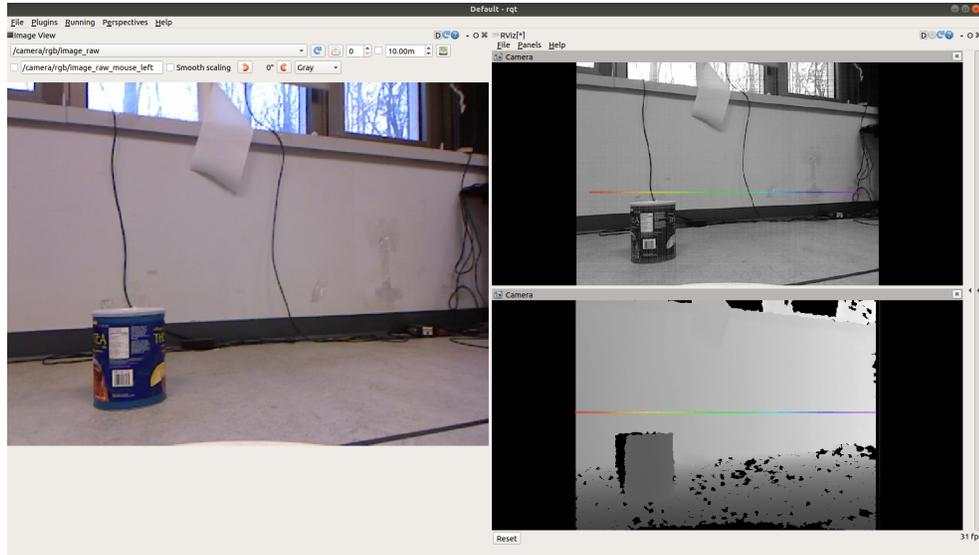 Default - rqt
File Plugins Running Perspectives Help
Image View
/camera/rgb/image_raw
0
10.00m
/camera/rgb/image_raw_mouse_left
Smooth scaling
0°
Gray
RViz[*]
File Panels Help
Camera
Camera
Reset
31 fp